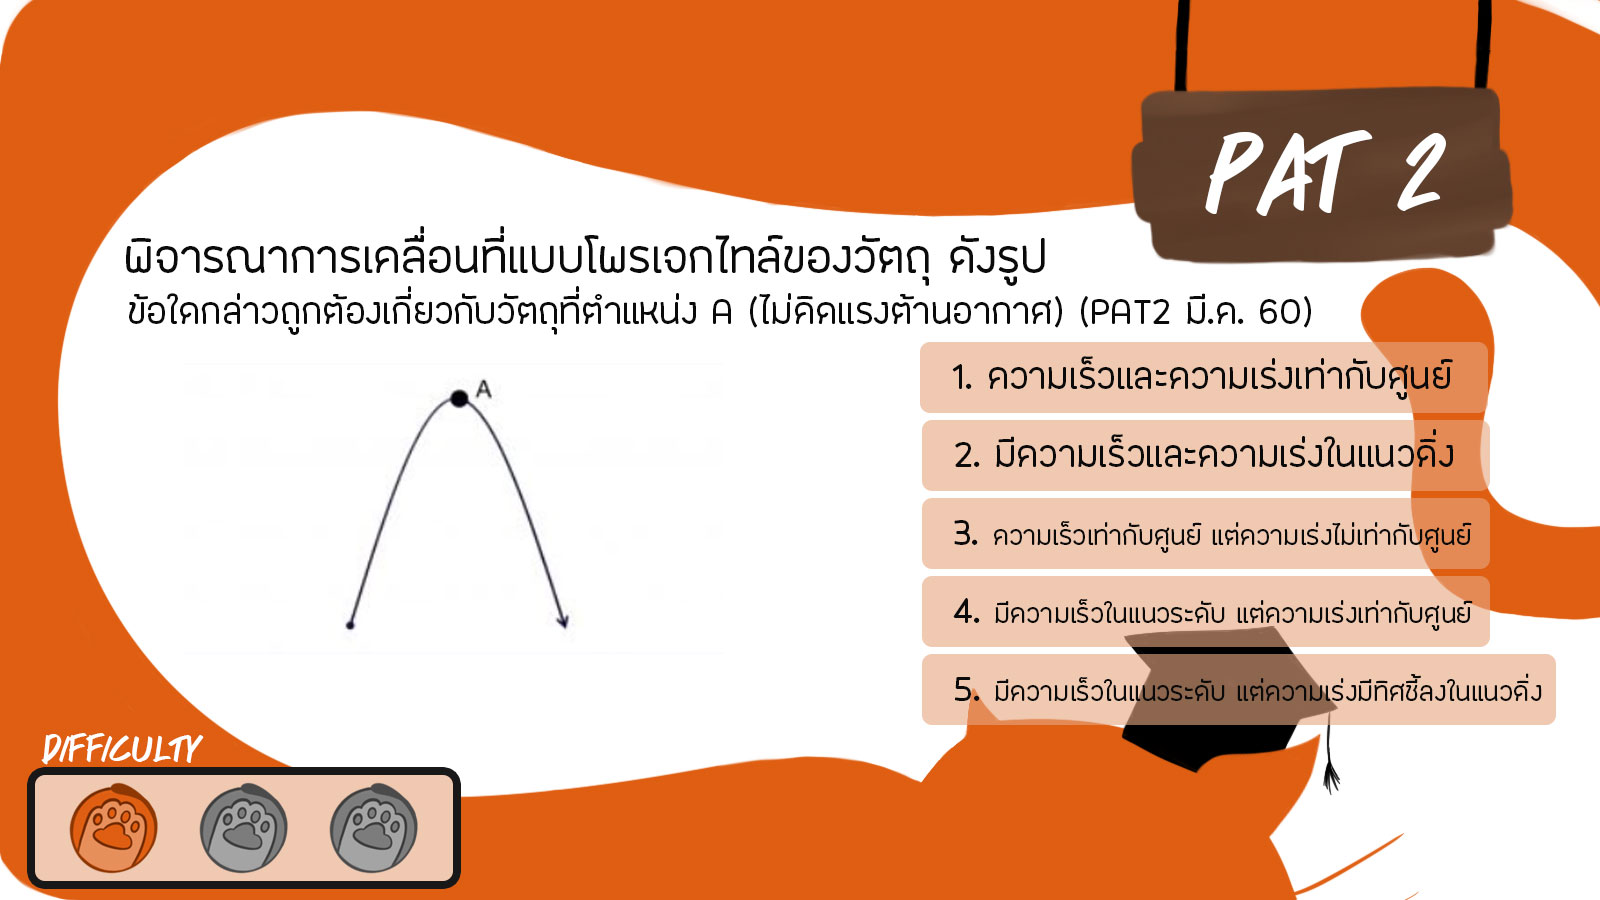 PAT 2
พิจารณาการเคลื่อนที่แบบโพรเจกไทล์ของวัตถุ ดังรูป
ข้อใดกล่าวถูกต้องเกี่ยวกับวัตถุที่ตำแหน่ง A (ไม่คิดแรงต้านอากาศ) (PAT2 มี.ค. 60)
A
1. ความเร็วและความเร่งเท่ากับศูนย์
2. มีความเร็วและความเร่งในแนวดิ่ง
3. ความเร็วเท่ากับศูนย์ แต่ความเร่งไม่เท่ากับศูนย์
4. มีความเร็วในแนวระดับ แต่ความเร่งเท่ากับศูนย์
5. มีความเร็วในแนวระดับ แต่ความเร่งมีทิศชี้ลงในแนวดิ่ง
DIFFICULTY